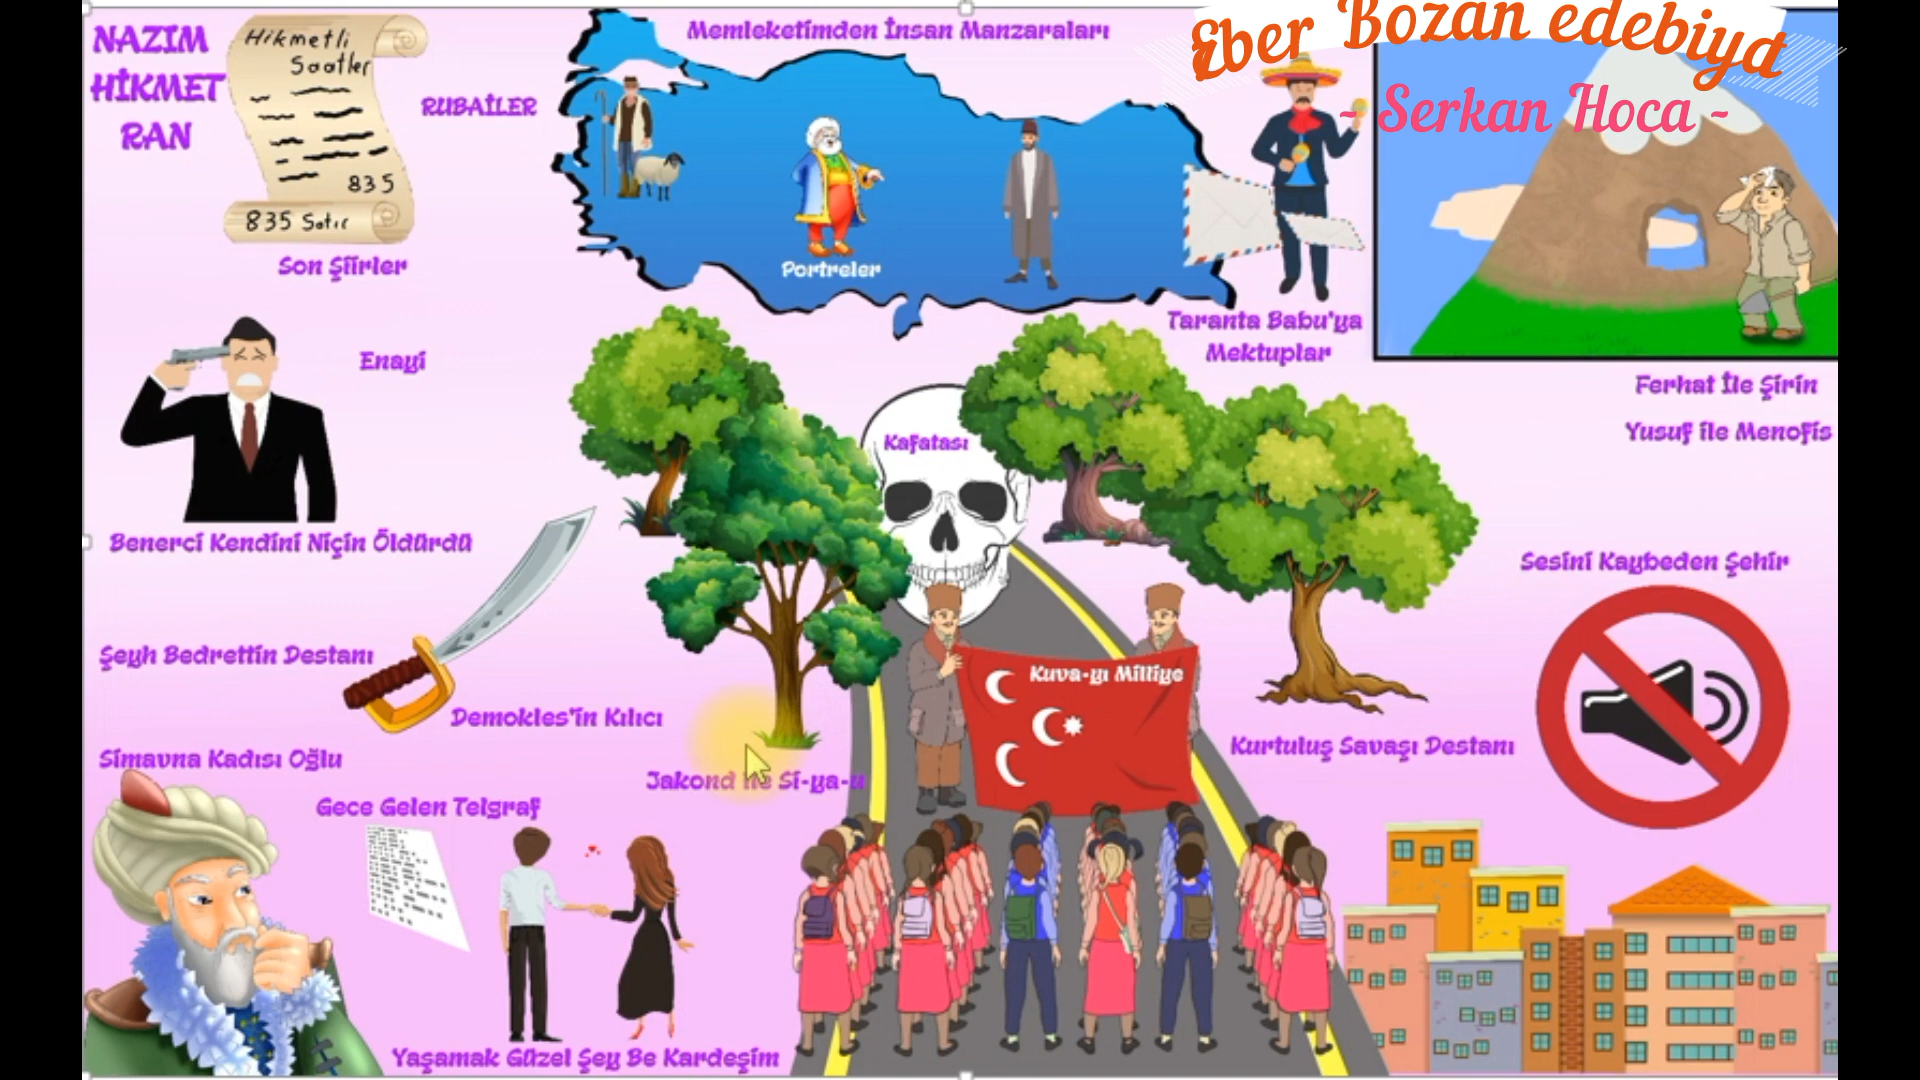 NAZIM
HİKMET
RAN
Hikmetli
Saatler
835
835 Satır
Son Şiirler
RUBAİLER
Memleketimden İnsan Manzaraları
Portreler
Eber Bozan edebiyat
- Serkan Hoca -
Taranta Babu'ya
Mektuplar
Ferhat İle Şirin
Yusuf ile Menofis
Enayi
Benerci Kendini Niçin Öldürdü
Kafatası
Sesini Kaybeden Şehir
Şeyh Bedrettin Destanı
Demokles'in Kılıcı
Kuva-yı Milliye
Kurtuluş Savaşı Destanı
Simavna Kadısı Oğlu
Jakond ile Si-ya-u
Gece Gelen Telgraf
Yaşamak Güzel Şey Be Kardeşim